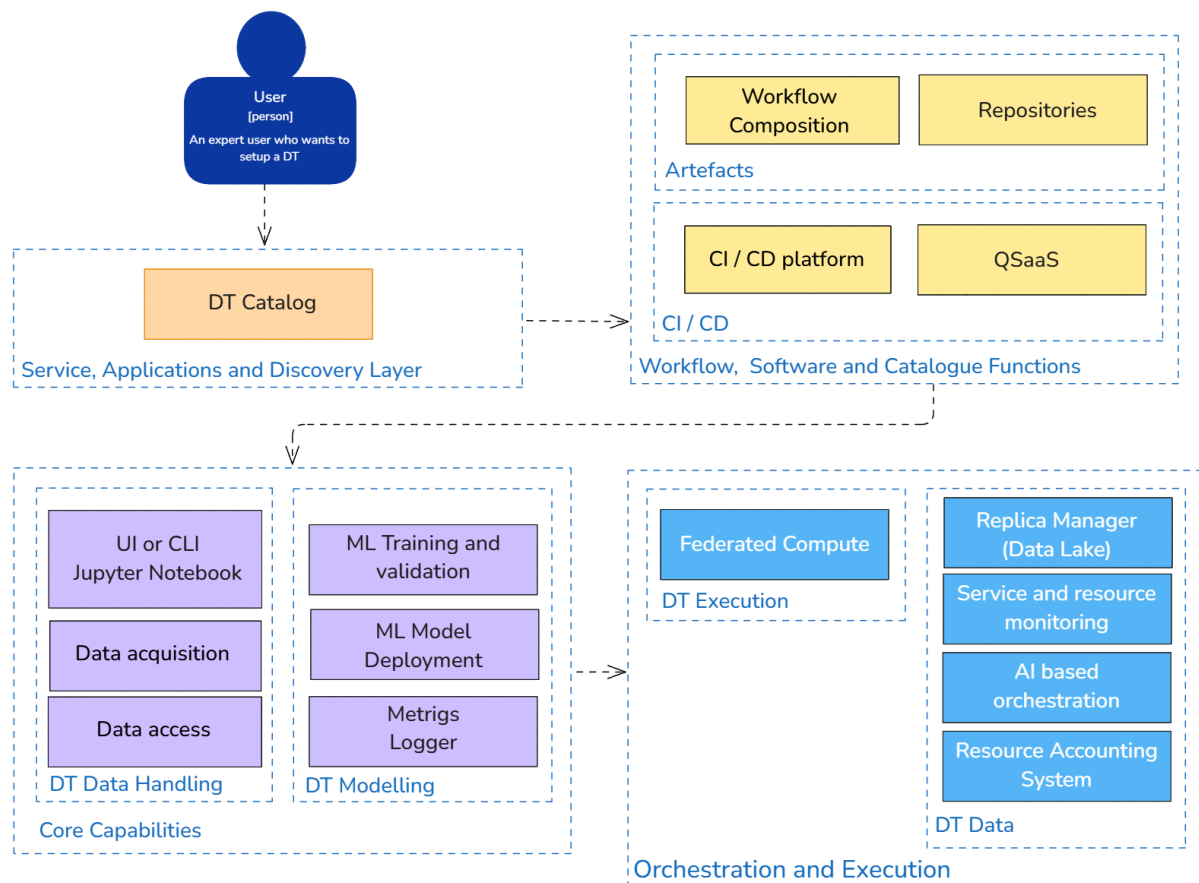 User
[person]
An expert user who wants to
setup a DT
DT Catalog
Service, Applications and Discovery Layer
Workflow
Composition
Repositories
Artefacts
CI / CD platform
QSaaS
CI / CD
Workflow, Software and Catalogue Functions
UI or CLI
Jupyter Notebook
Data acquisition
Data access
DT Data Handling
ML Training and
validation
ML Model
Deployment
Metrigs
Logger
DT Modelling
Core Capabilities
Federated Compute
DT Execution
Replica Manager
(Data Lake)
Service and resource
monitoring
AI based
orchestration
Resource Accounting
System
DT Data
Orchestration and Execution